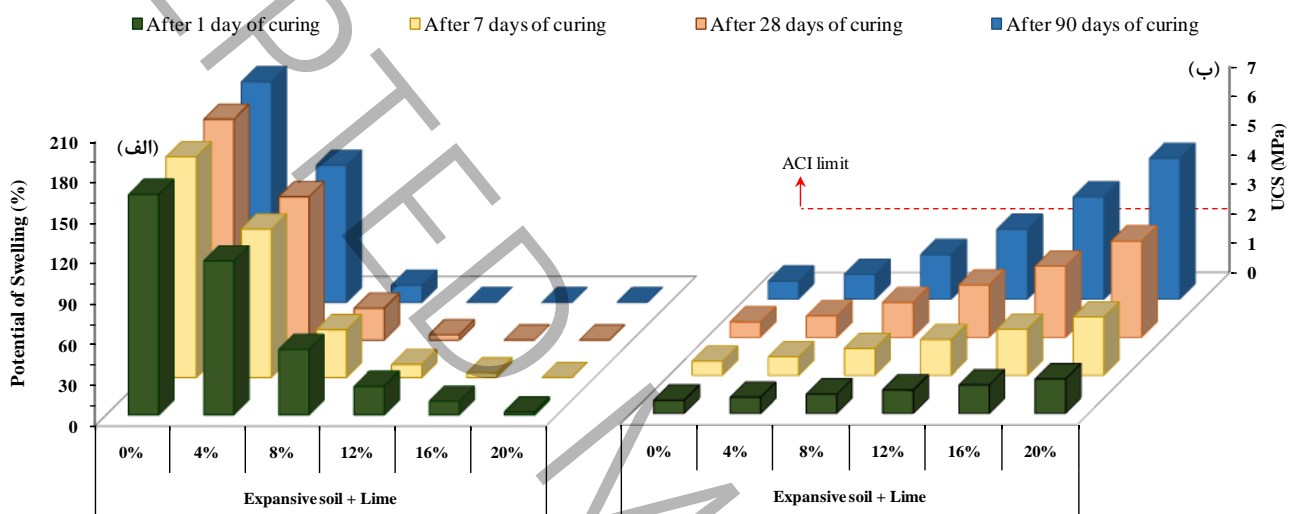 After 1 day of curing
After 7 days of curing
After 28 days of curing
After 90 days of curing
(الف)
Potential of Swelling (%)
210
180
150
120
90
60
30
0
0%
4%
8%
12%
16%
20%
Expansive soil + Lime
(ب)
ACI limit
UCS (MPa)
7
6
5
4
3
2
1
0
0%
4%
8%
12%
16%
20%
Expansive soil + Lime